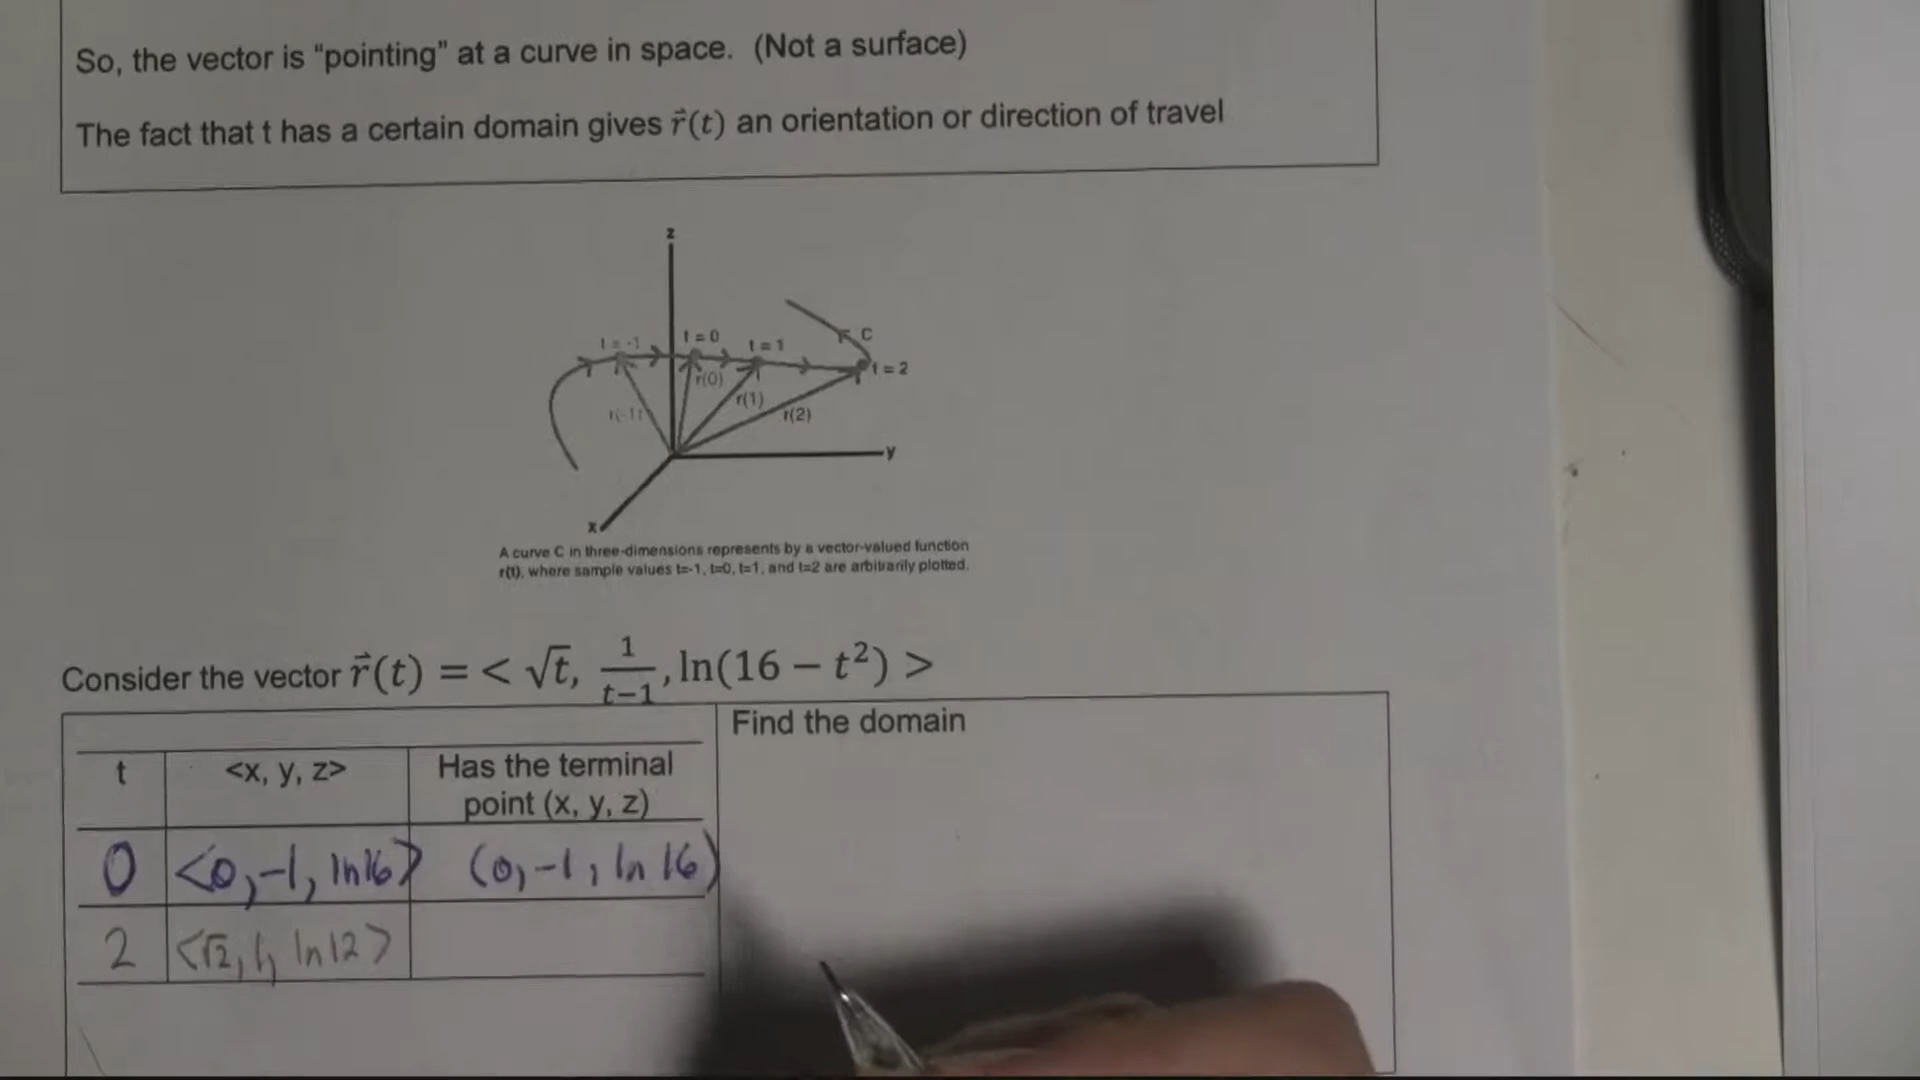 So, the vector is “pointing” at a curve in space. (Not a surface)
The fact that t has a certain domain gives r⃗(t) an orientation or direction of travel
z
t = -1
t = 0
t = 1
C
t = 2
r(-1)
r(0)
r(1)
r(2)
y
x
A curve C in three-dimensions represents by a vector-valued function
r(t), where sample values t=-1, t=0, t=1, and t=2 are arbitrarily plotted.
Consider the vector r⃗(t) = < √t, 1/(t−1), ln(16 − t²) >
Find the domain
t <x, y, z> Has the terminal
point (x, y, z)
0 <0, -1, ln16> (0, -1, ln 16)
2 <√2, 1, ln12>